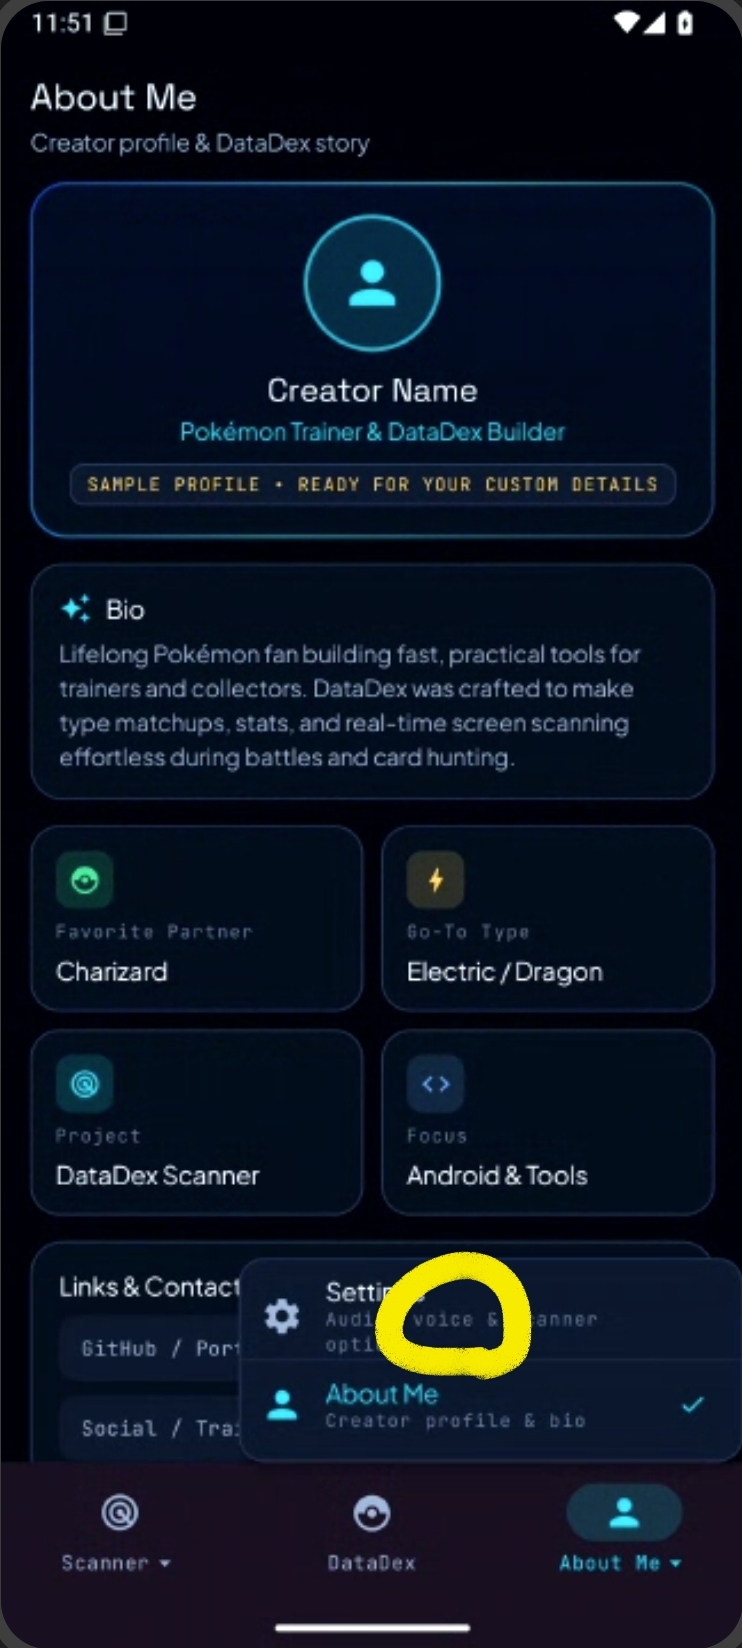 11:51
About Me
Creator profile & DataDex story
Creator Name
Pokémon Trainer & DataDex Builder
SAMPLE PROFILE • READY FOR YOUR CUSTOM DETAILS
Bio
Lifelong Pokémon fan building fast, practical tools for
trainers and collectors. DataDex was crafted to make
type matchups, stats, and real-time screen scanning
effortless during battles and card hunting.
Favorite Partner
Charizard
Go-To Type
Electric / Dragon
Project
DataDex Scanner
Focus
Android & Tools
Links & Contact
GitHub /
Social /
voice &
About Me
Creator profile & bio
Scanner
DataDex
About Me